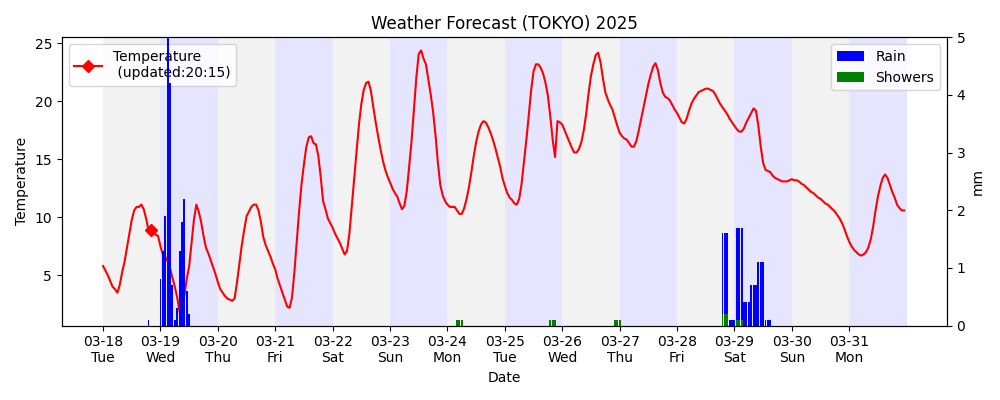 Weather Forecast (TOKYO) 2025
Temperature
(updated:20:15)
Rain
Showers
Temperature
25
20
15
10
5
5
4
3
2
1
0
mm
03-18 03-19 03-20 03-21 03-22 03-23 03-24 03-25 03-26 03-27 03-28 03-29 03-30 03-31
Tue Wed Thu Fri Sat Sun Mon Tue Wed Thu Fri Sat Sun Mon
Date